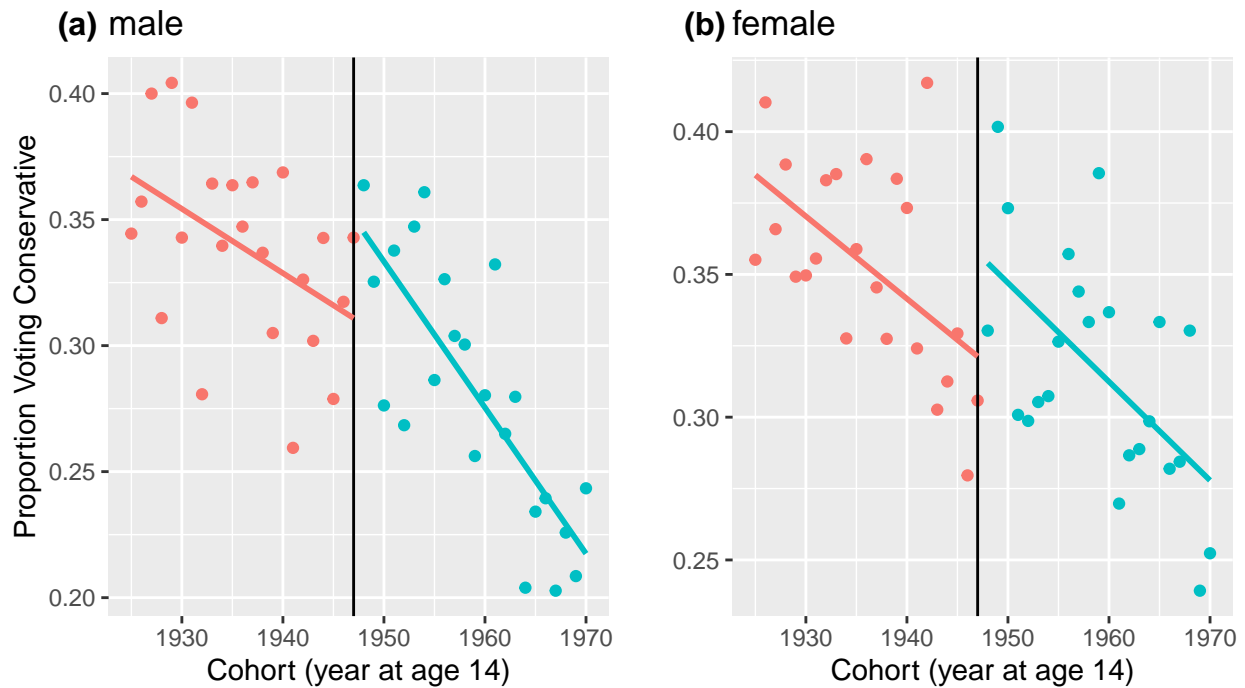 (a) male
0.40
0.35
0.30
0.25
0.20
Proportion Voting Conservative
1930 1940 1950 1960 1970
Cohort (year at age 14)
(b) female
0.40
0.35
0.30
0.25
1930 1940 1950 1960 1970
Cohort (year at age 14)